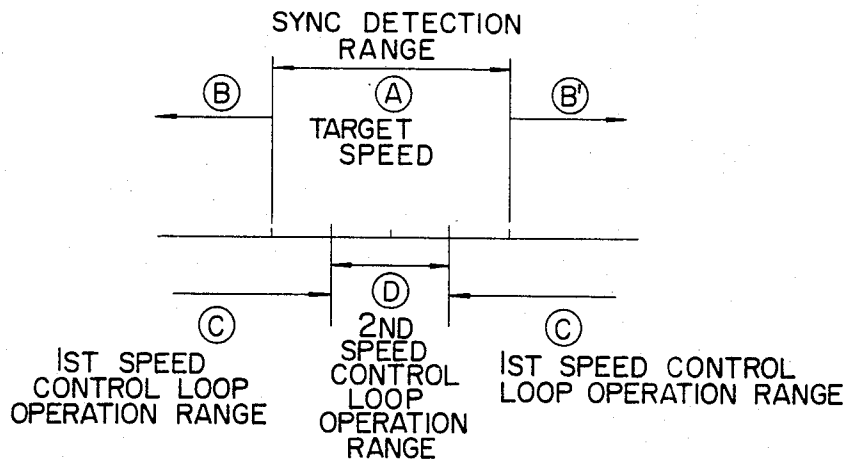 SYNC DETECTION
RANGE
B
A
B'
TARGET
SPEED
C
D
C
1ST SPEED
CONTROL LOOP
OPERATION RANGE
2ND
SPEED
CONTROL
LOOP
OPERATION
RANGE
1ST SPEED CONTROL
LOOP OPERATION RANGE